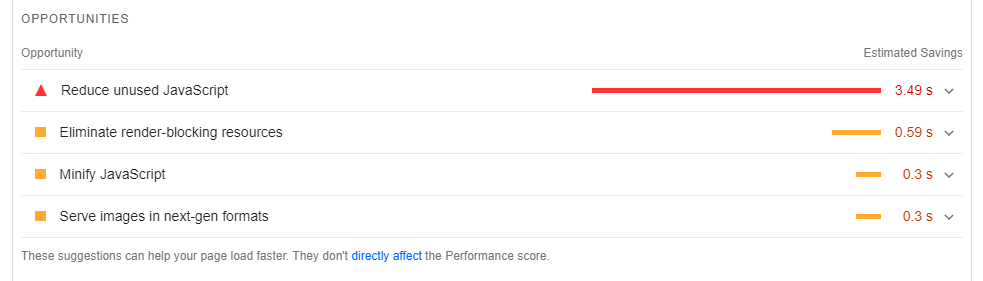 OPPORTUNITIES
Opportunity Estimated Savings
Reduce unused JavaScript 3.49 s
Eliminate render-blocking resources 0.59 s
Minify JavaScript 0.3 s
Serve images in next-gen formats 0.3 s
These suggestions can help your page load faster. They don't directly affect the Performance score.